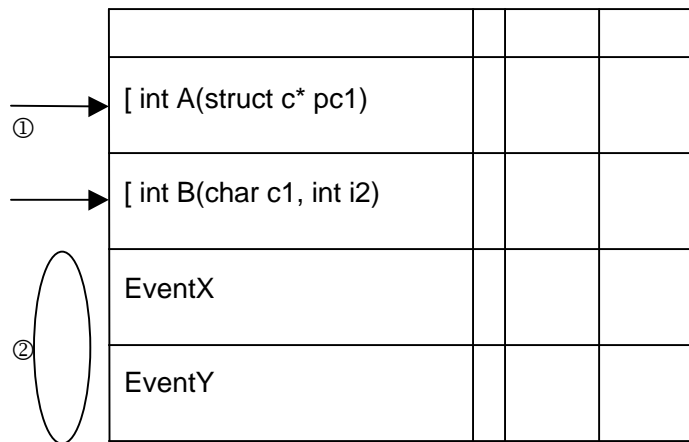 [ int A(struct c* pc1)
①
[ int B(char c1, int i2)
EventX
②
EventY